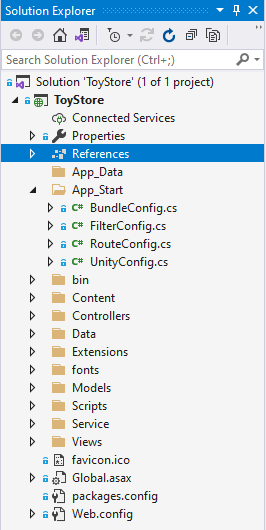 Solution Explorer
Search Solution Explorer (Ctrl+;)
Solution 'ToyStore' (1 of 1 project)
ToyStore
Connected Services
Properties
References
App_Data
App_Start
C# BundleConfig.cs
C# FilterConfig.cs
C# RouteConfig.cs
C# UnityConfig.cs
bin
Content
Controllers
Data
Extensions
fonts
Models
Scripts
Service
Views
favicon.ico
Global.asax
packages.config
Web.config